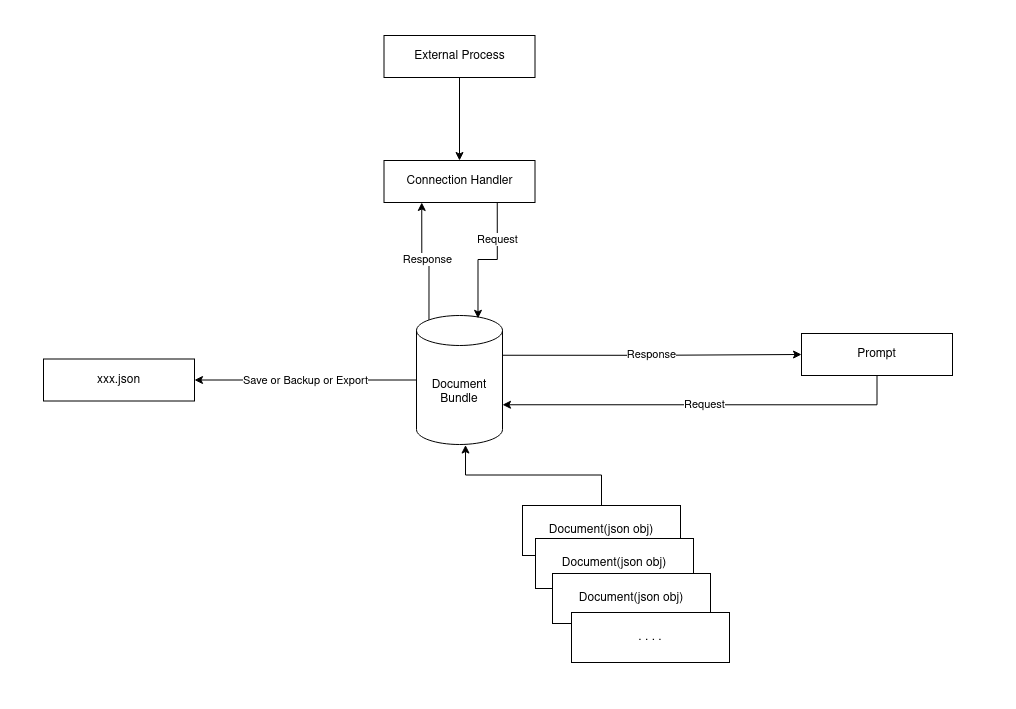 External Process
Connection Handler
Request
Response
Response
Prompt
xxx.json
Save or Backup or Export
Document
Bundle
Request
Document(json obj)
Document(json obj)
Document(json obj)
. . . .